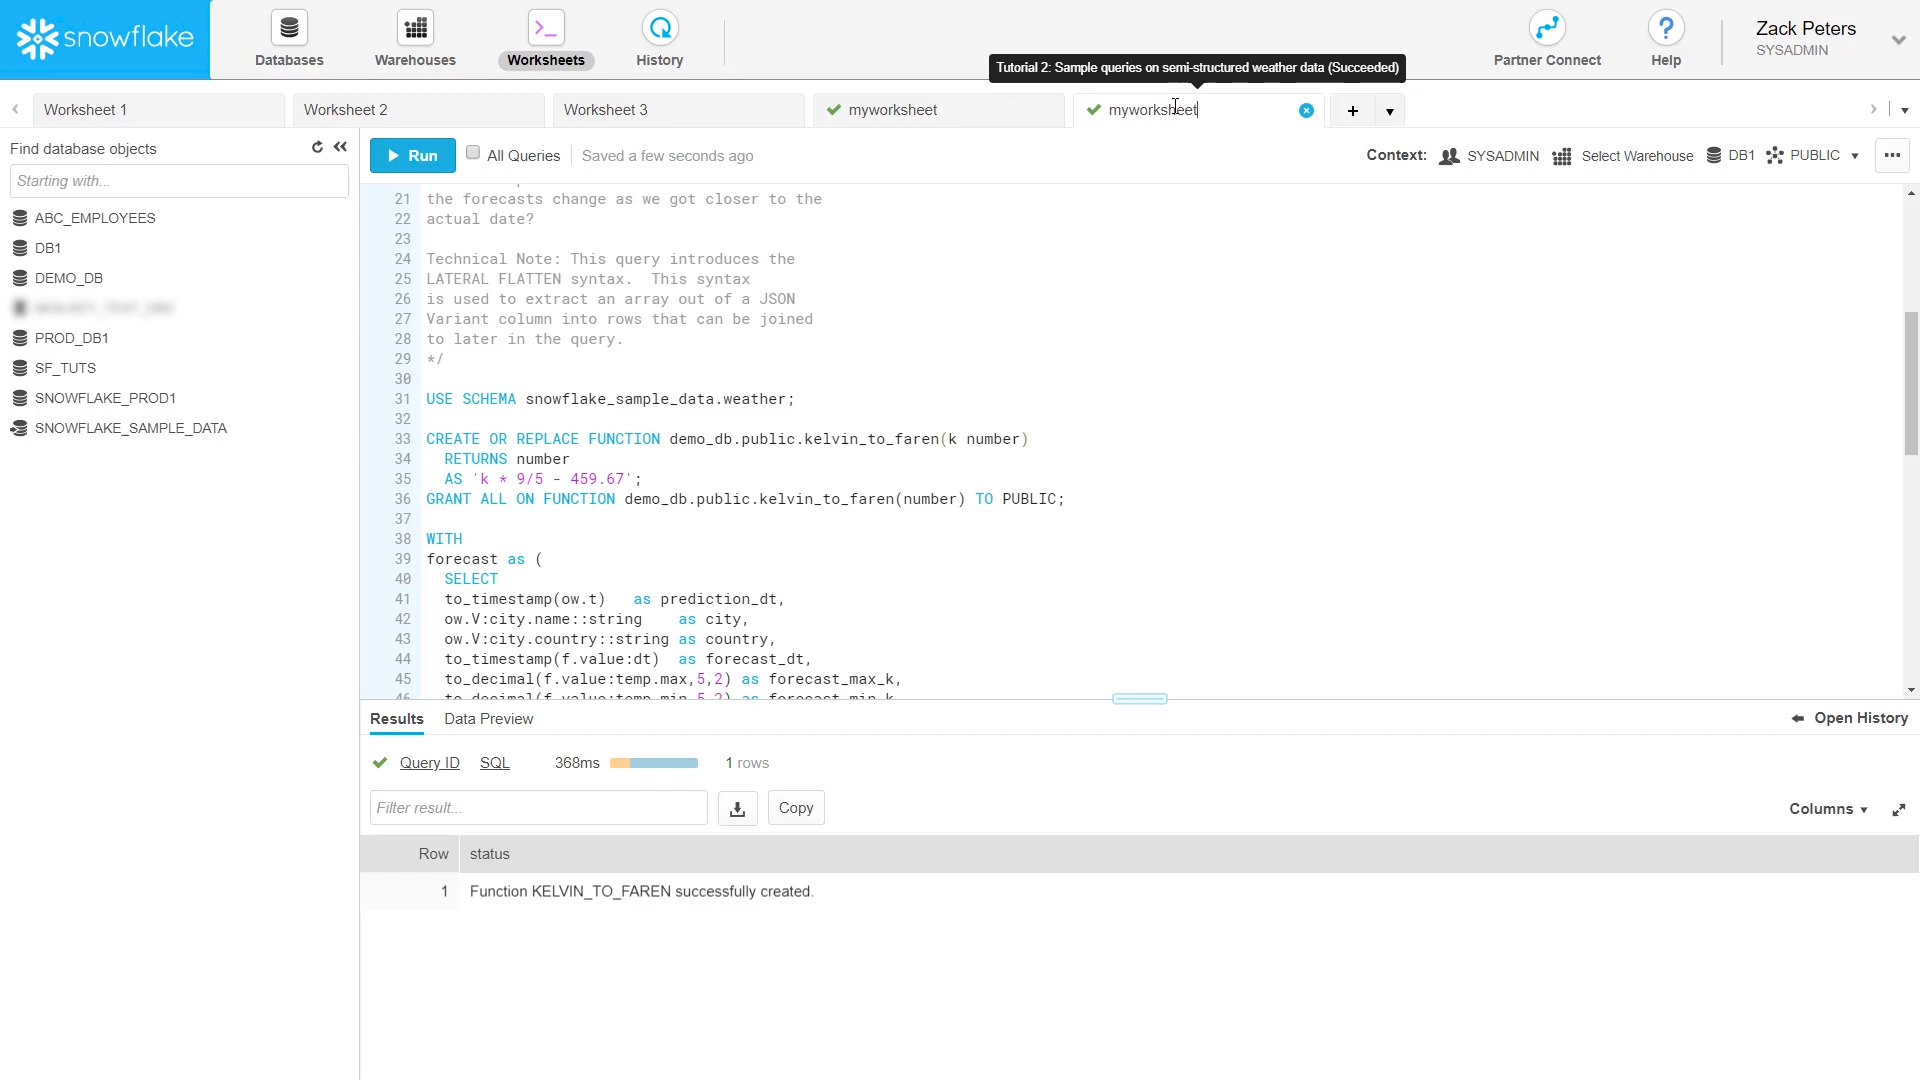 snowflake
Databases
Warehouses
Worksheets
History
Partner Connect
Help
Zack Peters
SYSADMIN
Tutorial 2: Sample queries on semi-structured weather data (Succeeded)
Worksheet 1
Worksheet 2
Worksheet 3
myworksheet
myworksheet
+
Find database objects
Starting with...
ABC_EMPLOYEES
DB1
DEMO_DB
PROD_DB1
SF_TUTS
SNOWFLAKE_PROD1
SNOWFLAKE_SAMPLE_DATA
Run
All Queries
Saved a few seconds ago
Context: SYSADMIN Select Warehouse DB1 PUBLIC
21 the forecasts change as we got closer to the
22 actual date?
23
24 Technical Note: This query introduces the
25 LATERAL FLATTEN syntax.  This syntax
26 is used to extract an array out of a JSON
27 Variant column into rows that can be joined
28 to later in the query.
29 */
30
31 USE SCHEMA snowflake_sample_data.weather;
32
33 CREATE OR REPLACE FUNCTION demo_db.public.kelvin_to_faren(k number)
34   RETURNS number
35   AS 'k * 9/5 - 459.67';
36 GRANT ALL ON FUNCTION demo_db.public.kelvin_to_faren(number) TO PUBLIC;
37
38 WITH
39 forecast as (
40   SELECT
41   to_timestamp(ow.t)   as prediction_dt,
42   ow.V:city.name::string    as city,
43   ow.V:city.country::string as country,
44   to_timestamp(f.value:dt)  as forecast_dt,
45   to_decimal(f.value:temp.max,5,2) as forecast_max_k,
46   to_decimal(f.value:temp.min,5,2) as forecast_min_k
Results
Data Preview
Open History
Query ID
SQL
368ms
1 rows
Filter result...
Copy
Columns
Row status
1 Function KELVIN_TO_FAREN successfully created.